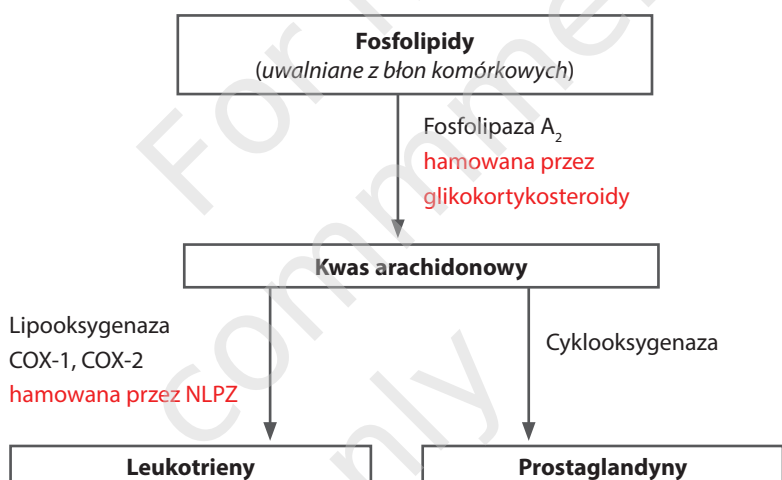 Fosfolipidy
(uwalniane z błon komórkowych)
Fosfolipaza A₂
hamowana przez
glikokortykosteroidy
Kwas arachidonowy
Lipooksygenaza
COX-1, COX-2
hamowana przez NLPZ
Cyklooksygenaza
Leukotrieny
Prostaglandyny